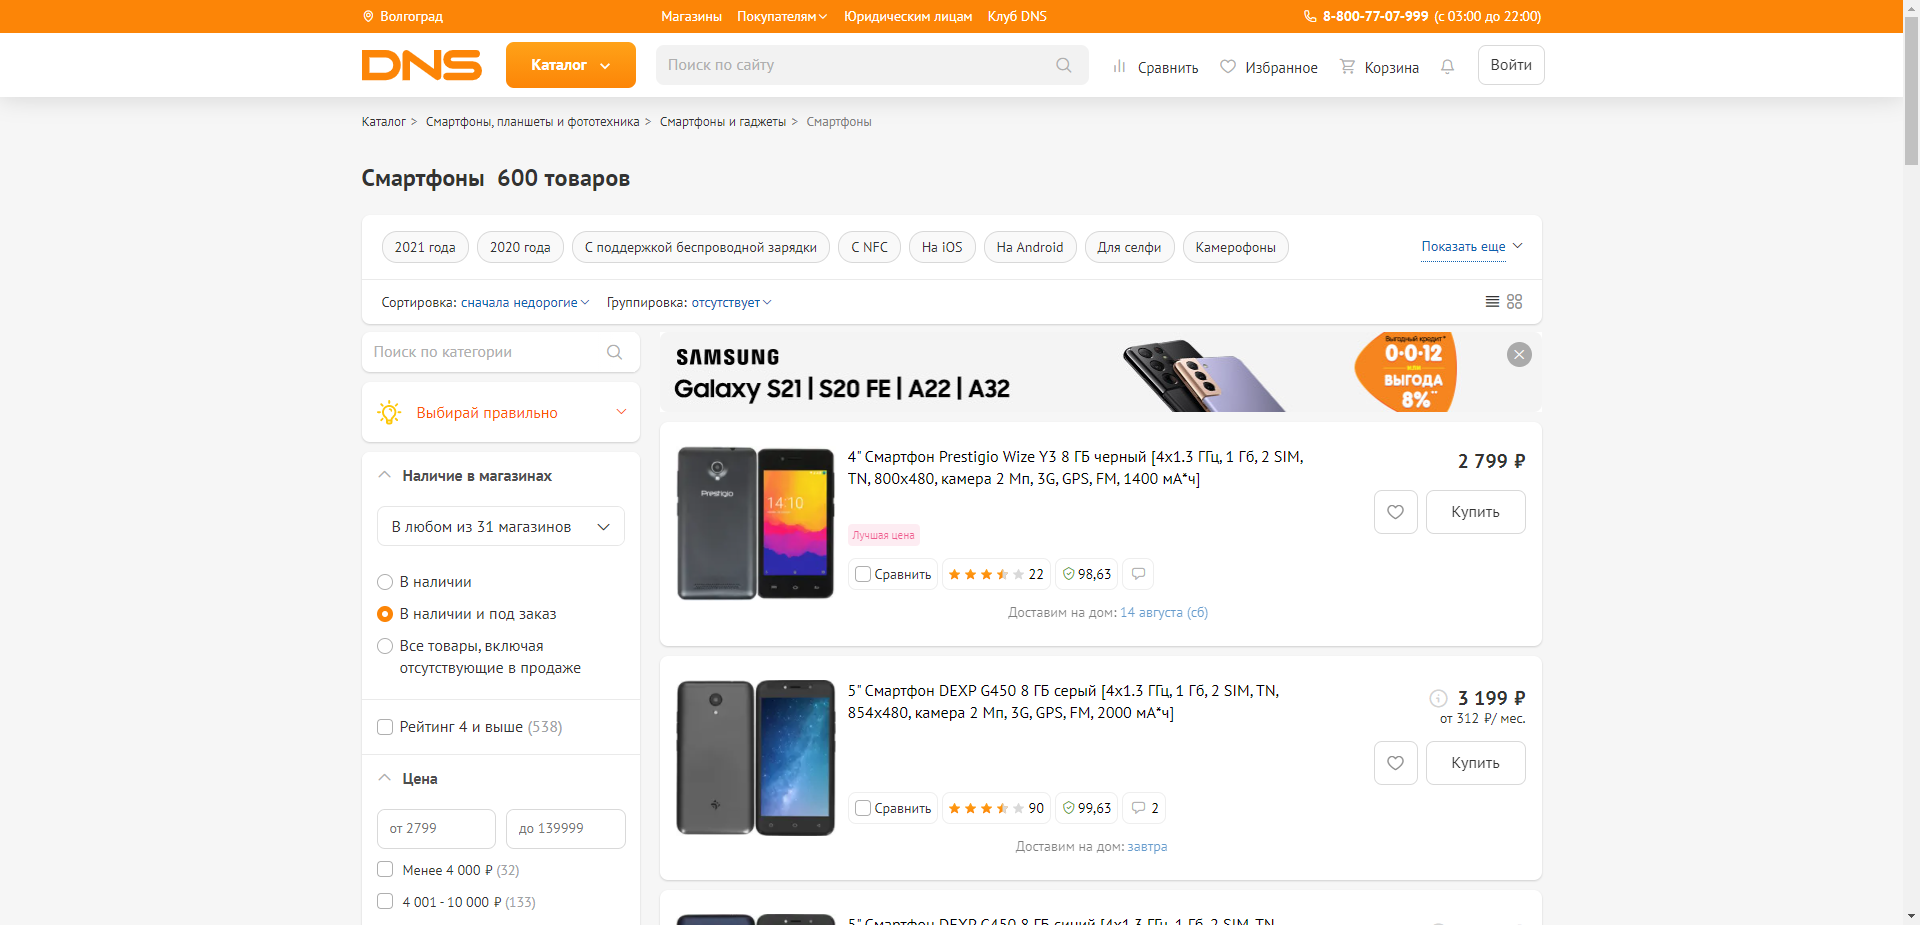 Волгоград
Магазины Покупателям Юридическим лицам Клуб DNS
8-800-77-07-999 (с 03:00 до 22:00)
DNS
Каталог
Поиск по сайту
Сравнить
Избранное
Корзина
Войти
Каталог > Смартфоны, планшеты и фототехника > Смартфоны и гаджеты > Смартфоны
Смартфоны 600 товаров
2021 года
2020 года
С поддержкой беспроводной зарядки
С NFC
На iOS
На Android
Для селфи
Камерофоны
Показать еще
Сортировка: сначала недорогие
Группировка: отсутствует
Поиск по категории
Выбирай правильно
Наличие в магазинах
В любом из 31 магазинов
В наличии
В наличии и под заказ
Все товары, включая
отсутствующие в продаже
Рейтинг 4 и выше (538)
Цена
от 2799
до 139999
Менее 4 000 ₽ (32)
4 001 - 10 000 ₽ (133)
SAMSUNG
Galaxy S21 | S20 FE | A22 | A32
Выгодный кредит*
0-0-12
или
ВЫГОДА
8%**
Prestigio
14:10
4" Смартфон Prestigio Wize Y3 8 ГБ черный [4x1.3 ГГц, 1 Гб, 2 SIM,
TN, 800x480, камера 2 Мп, 3G, GPS, FM, 1400 мА*ч]
2 799 ₽
Купить
Лучшая цена
Сравнить
22
98,63
Доставим на дом: 14 августа (сб)
5" Смартфон DEXP G450 8 ГБ серый [4x1.3 ГГц, 1 Гб, 2 SIM, TN,
854x480, камера 2 Мп, 3G, GPS, FM, 2000 мА*ч]
3 199 ₽
от 312 ₽/ мес.
Купить
Сравнить
90
99,63
2
Доставим на дом: завтра
5" Смартфон DEXP G450 8 ГБ синий [4x1.3 ГГц, 1 Гб, 2 SIM, TN,